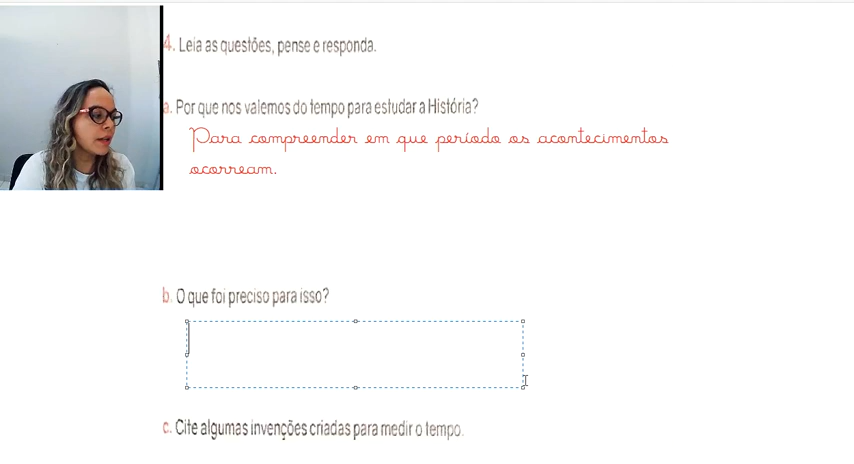 4. Leia as questões, pense e responda.
a. Por que nos valemos do tempo para estudar a História?
Para compreender em que período os acontecimentos
ocorream.
b. O que foi preciso para isso?
c. Cite algumas invenções criadas para medir o tempo.